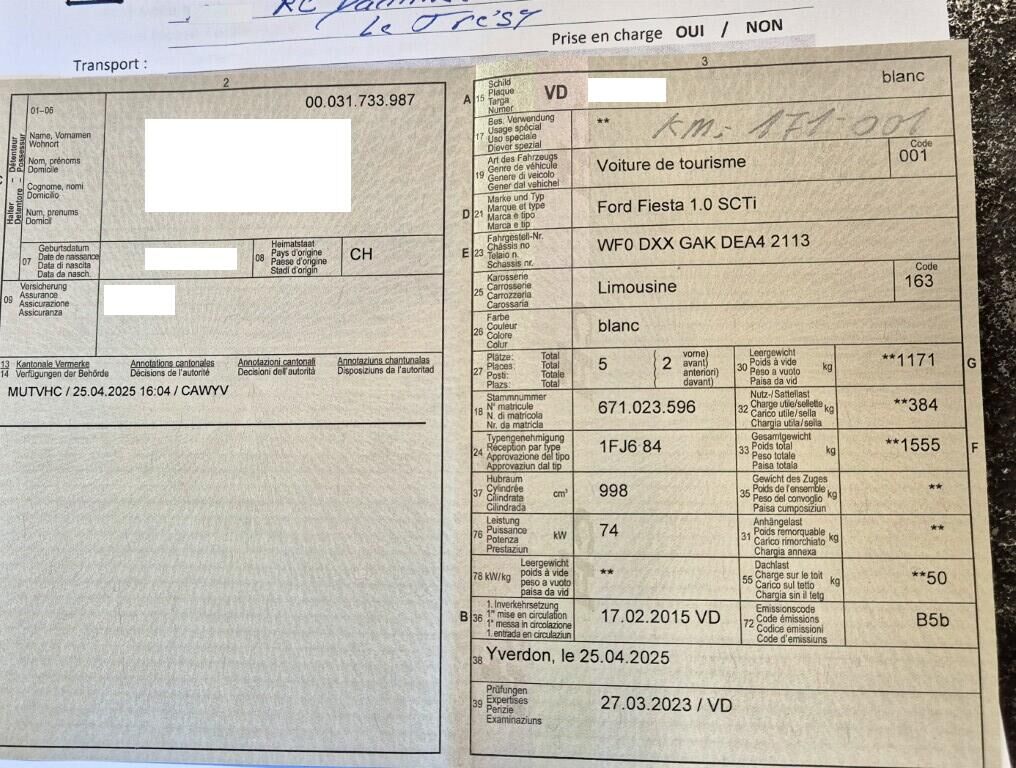 Le Trésy
Prise en charge OUI / NON
Transport :
2
00.031.733.987
01-06
Halter – Détenteur
Detentore – Possessur
Name, Vornamen
Wohnort
Nom, prénoms
Domicile
Cognome, nomi
Domicilio
Num, prenums
Domicil
07
Geburtsdatum
Date de naissance
Data di nascita
Data da nasch.
08
Heimatstaat
Pays d'origine
Paese d'origine
Stadi d'origin
CH
09
Versicherung
Assurance
Assicurazione
Assicuranza
13 Kantonale Vermerke Annotations cantonales Annotazioni cantonali Annotaziuns chantunalas
14 Verfügungen der Behörde Décisions de l'autorité Decisioni dell'autorità Disposiziuns da l'autoritad
MUTVHC / 25.04.2025 16:04 / CAWYV
3
A 15
Schild
Plaque
Targa
Numer
VD
blanc
17
Bes. Verwendung
Usage spécial
Uso speciale
Diever spezial
**
KM.- 171-001
19
Art des Fahrzeugs
Genre de véhicule
Genere di veicolo
Gener dal vehichel
Voiture de tourisme
Code
001
D 21
Marke und Typ
Marque et type
Marca e tipo
Marca e tip
Ford Fiesta 1.0 SCTi
E 23
Fahrgestell-Nr.
Châssis no
Telaio n.
Schassis nr.
WF0 DXX GAK DEA4 2113
25
Karosserie
Carrosserie
Carrozzeria
Carossaria
Limousine
Code
163
26
Farbe
Couleur
Colore
Colur
blanc
27
Plätze: Total
Places: Total
Posti: Totale
Plazs: Total
5
2
vorne)
avant)
anteriori)
davant)
30
Leergewicht
Poids à vide
Peso a vuoto
Paisa da vid
kg
**1171
G
18
Stammnummer
N° matricule
N. di matricola
Nr. da matricla
671.023.596
32
Nutz-/ Sattellast
Charge utile/sellette
Carico utile/sella
Chargia utila/sella
kg
**384
24
Typengenehmigung
Réception par type
Approvazione del tipo
Approvaziun dal tip
1FJ6 84
33
Gesamtgewicht
Poids total
Peso totale
Paisa totala
kg
**1555
F
37
Hubraum
Cylindrée
Cilindrata
Cilindrada
cm³
998
35
Gewicht des Zuges
Poids de l'ensemble
Peso del convoglio
Paisa cumposiziun
kg
**
76
Leistung
Puissance
Potenza
Prestaziun
kW
74
31
Anhängelast
Poids remorquable
Carico rimorchiato
Chargia annexa
kg
**
78 kW/kg
Leergewicht
poids à vide
peso a vuoto
paisa da vid
**
55
Dachlast
Charge sur le toit
Carico sul tetto
Chargia sin il tetg
kg
**50
B 36
1. Inverkehrsetzung
1re mise en circulation
1a messa in circolazione
1. entrada en circulaziun
17.02.2015 VD
72
Emissionscode
Code émissions
Codice emissioni
Code d'emissiuns
B5b
38
Yverdon, le 25.04.2025
39
Prüfungen
Expertises
Perizie
Examinaziuns
27.03.2023 / VD